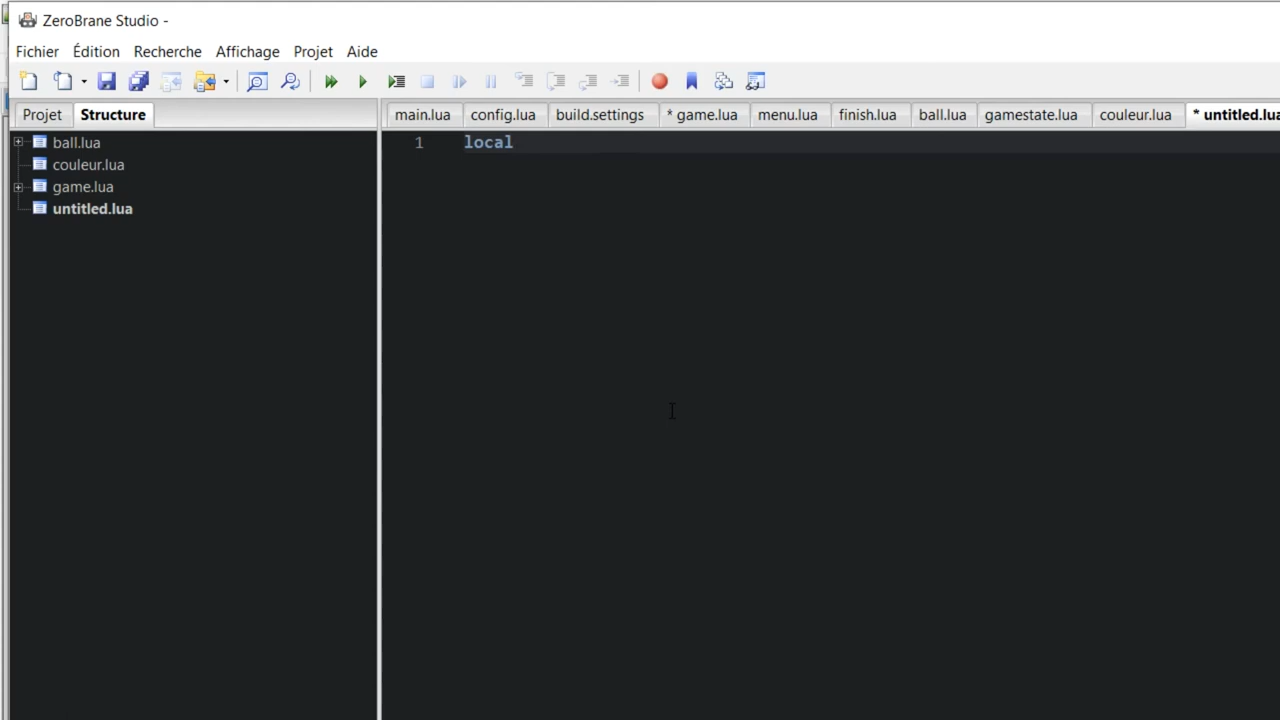 ZeroBrane Studio -
Fichier Édition Recherche Affichage Projet Aide
Projet Structure
main.lua config.lua build.settings * game.lua menu.lua finish.lua ball.lua gamestate.lua couleur.lua * untitled.lua
ball.lua
couleur.lua
game.lua
untitled.lua
1 local